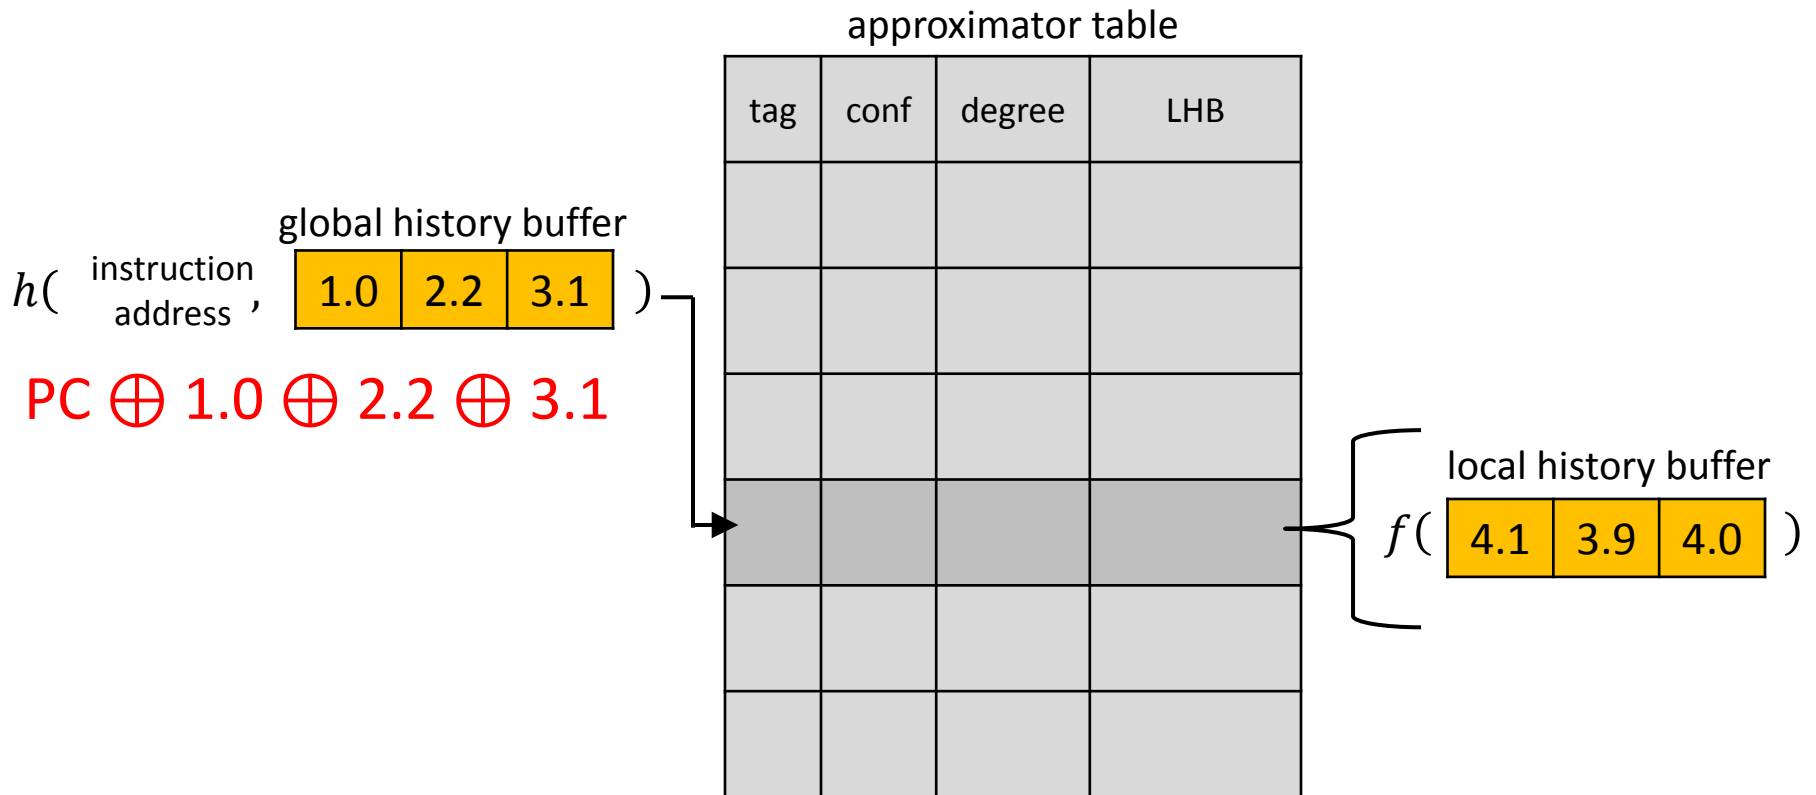 approximator table
tag conf degree LHB
global history buffer
h( instruction address, 1.0 2.2 3.1 )
PC ⊕ 1.0 ⊕ 2.2 ⊕ 3.1
local history buffer
f( 4.1 3.9 4.0 )